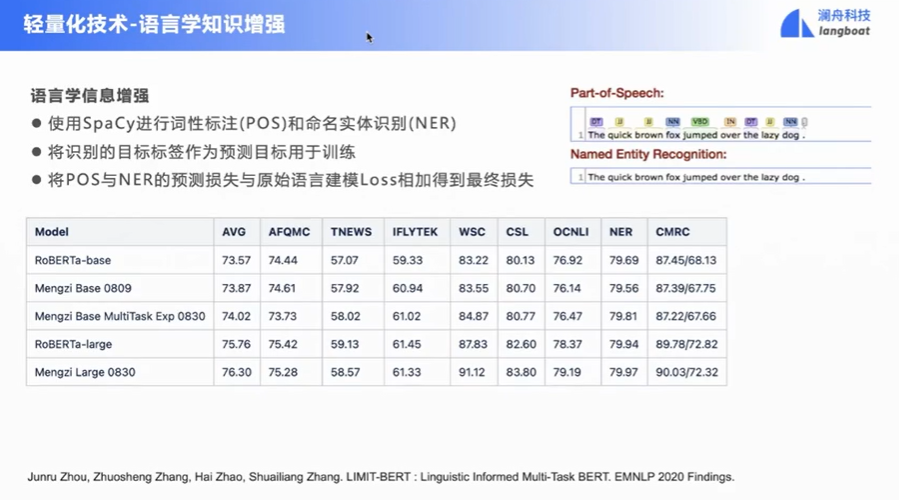 轻量化技术-语言学知识增强
澜舟科技
langboat
语言学信息增强
● 使用SpaCy进行词性标注(POS)和命名实体识别(NER)
● 将识别的目标标签作为预测目标用于训练
● 将POS与NER的预测损失与原始语言建模Loss相加得到最终损失
Part-of-Speech:
DT JJ JJ NN VBD IN DT JJ NN
1 The quick brown fox jumped over the lazy dog .
Named Entity Recognition:
1 The quick brown fox jumped over the lazy dog .
Model AVG AFQMC TNEWS IFLYTEK WSC CSL OCNLI NER CMRC
RoBERTa-base 73.57 74.44 57.07 59.33 83.22 80.13 76.92 79.69 87.45/68.13
Mengzi Base 0809 73.87 74.61 57.92 60.94 83.55 80.70 76.14 79.56 87.39/67.75
Mengzi Base MultiTask Exp 0830 74.02 73.73 58.02 61.02 84.87 80.77 76.47 79.81 87.22/67.66
RoBERTa-large 75.76 75.42 59.13 61.45 87.83 82.60 78.37 79.94 89.78/72.82
Mengzi Large 0830 76.30 75.28 58.57 61.33 91.12 83.80 79.19 79.97 90.03/72.32
Junru Zhou, Zhuosheng Zhang, Hai Zhao, Shuailiang Zhang. LIMIT-BERT : Linguistic Informed Multi-Task BERT. EMNLP 2020 Findings.